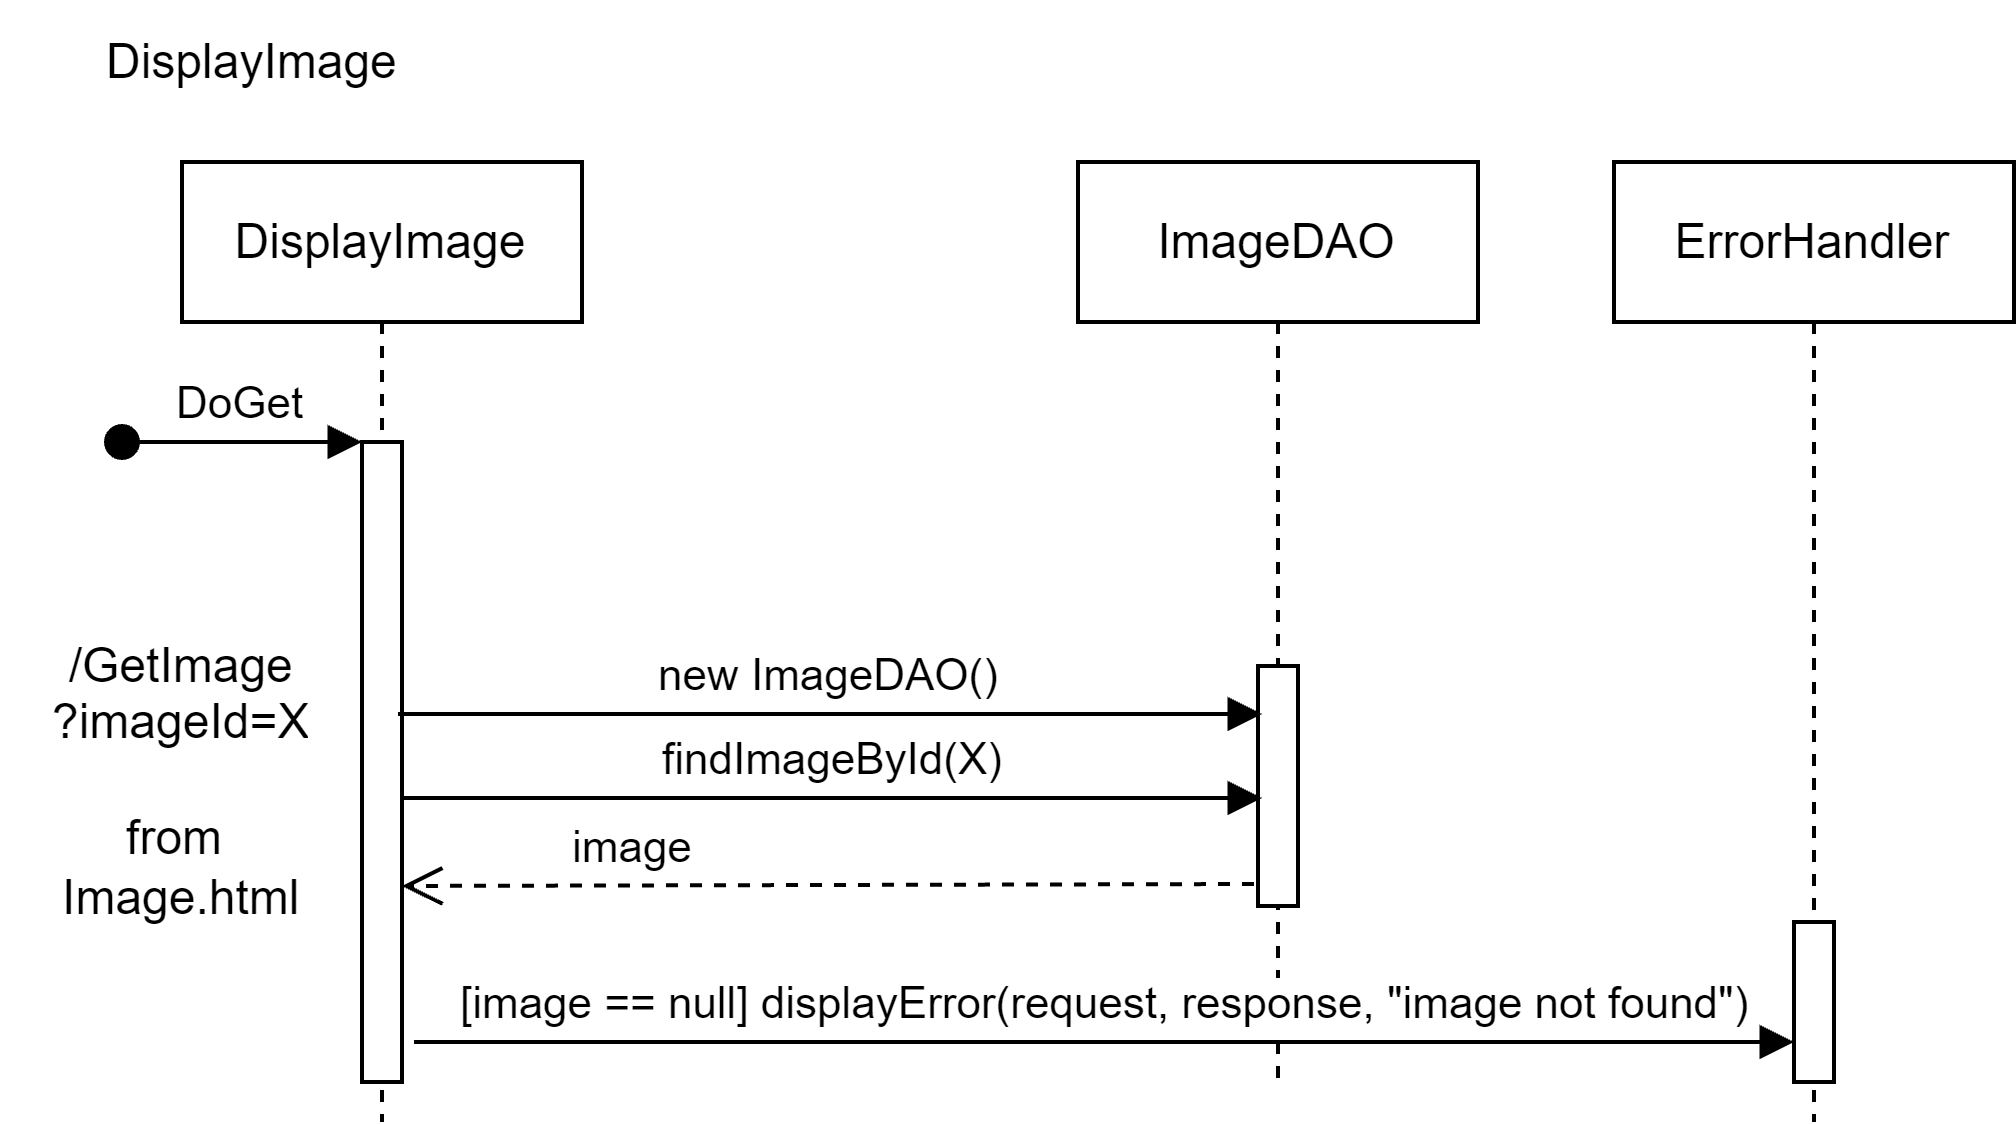 DisplayImage
DisplayImage
ImageDAO
ErrorHandler
DoGet
/GetImage
?imageId=X
from
Image.html
new ImageDAO()
findImageById(X)
image
[image == null] displayError(request, response, "image not found")